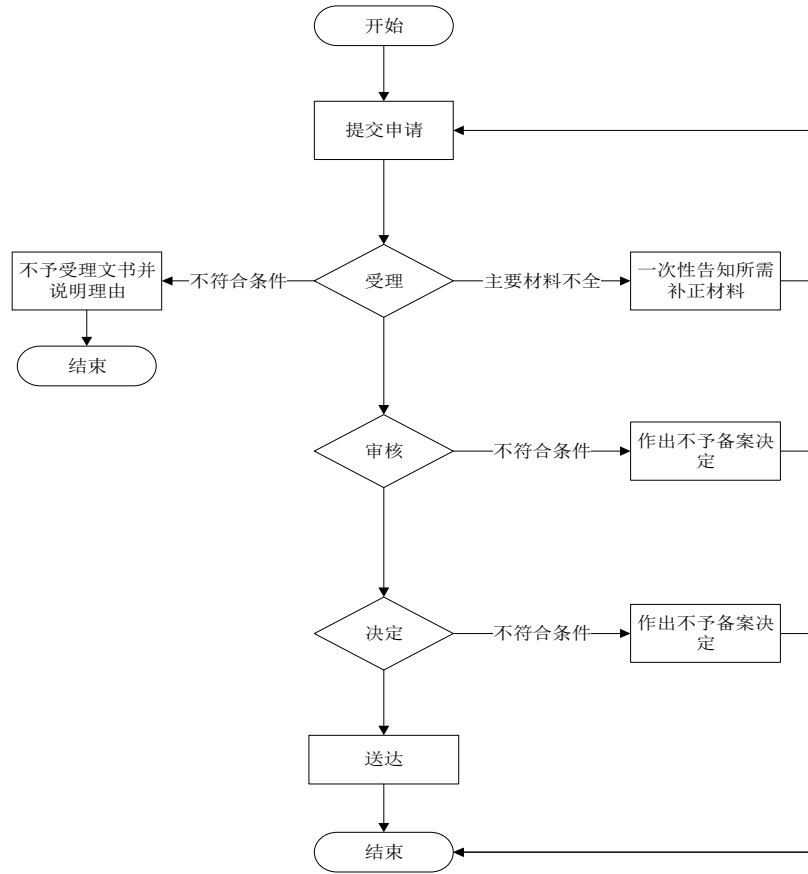 开始
提交申请
不予受理文书并
说明理由
不符合条件
受理
主要材料不全
一次性告知所需
补正材料
结束
审核
不符合条件
作出不予备案决
定
决定
不符合条件
作出不予备案决
定
送达
结束